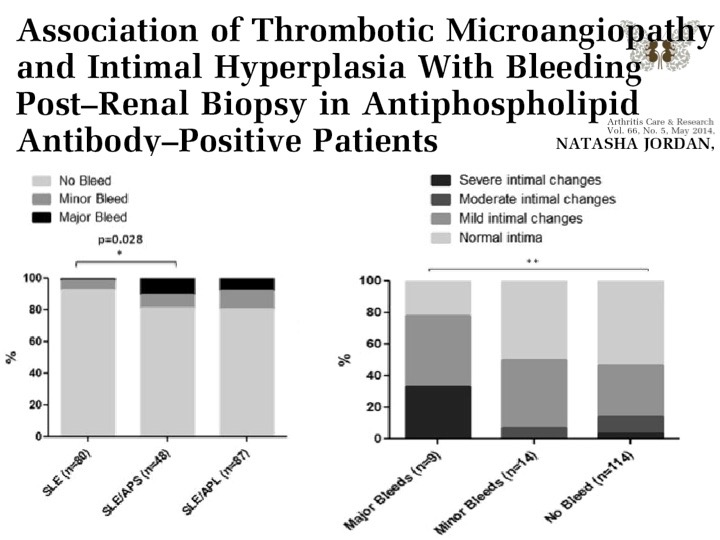 Association of Thrombotic Microangiopathy
and Intimal Hyperplasia With Bleeding
Post–Renal Biopsy in Antiphospholipid
Antibody–Positive Patients
Arthritis Care & Research
Vol. 66, No. 5, May 2014,
NATASHA JORDAN,
No Bleed
Minor Bleed
Major Bleed
p=0.028
*
100
80
60
40
20
0
%
SLE (n=80)
SLE/APS (n=48)
SLE/APL (n=87)
Severe intimal changes
Moderate intimal changes
Mild intimal changes
Normal intima
**
100
80
60
40
20
0
%
Major Bleeds (n=9)
Minor Bleeds (n=14)
No Bleed (n=114)